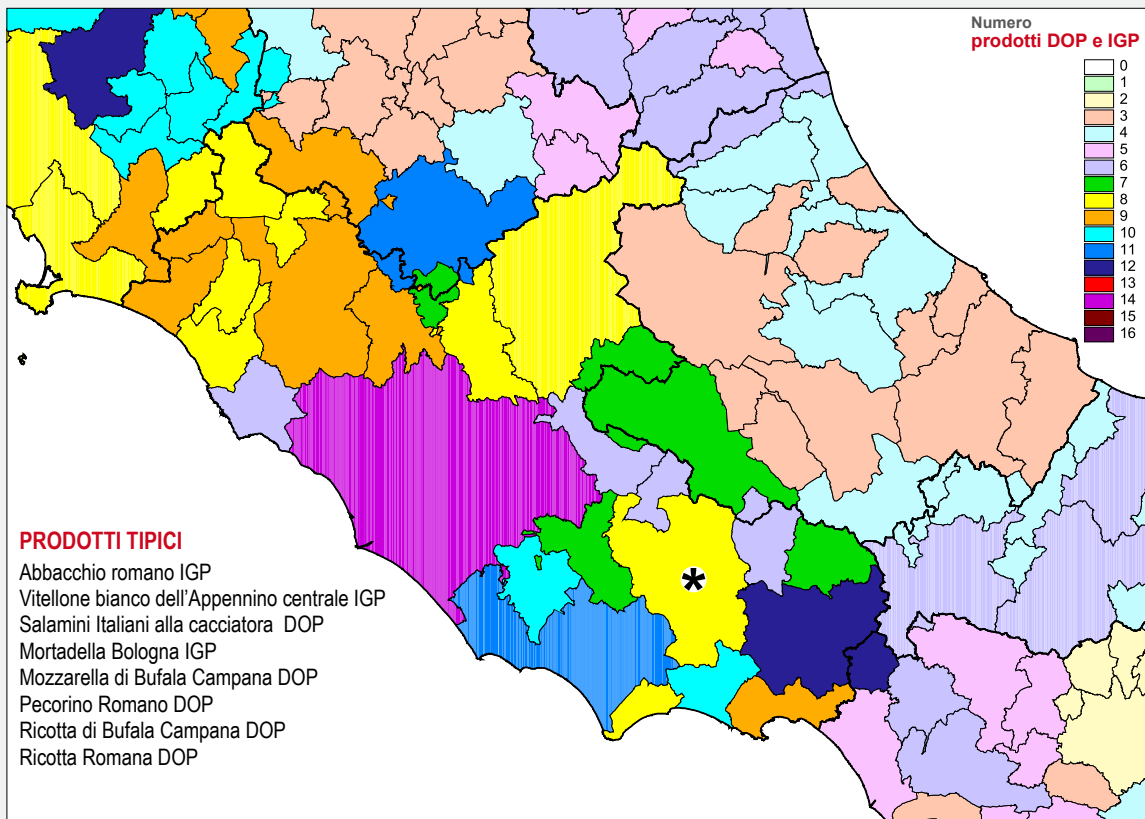 Numero
prodotti DOP e IGP
0
1
2
3
4
5
6
7
8
9
10
11
12
13
14
15
16
*
PRODOTTI TIPICI
Abbacchio romano IGP
Vitellone bianco dell’Appennino centrale IGP
Salamini Italiani alla cacciatora DOP
Mortadella Bologna IGP
Mozzarella di Bufala Campana DOP
Pecorino Romano DOP
Ricotta di Bufala Campana DOP
Ricotta Romana DOP